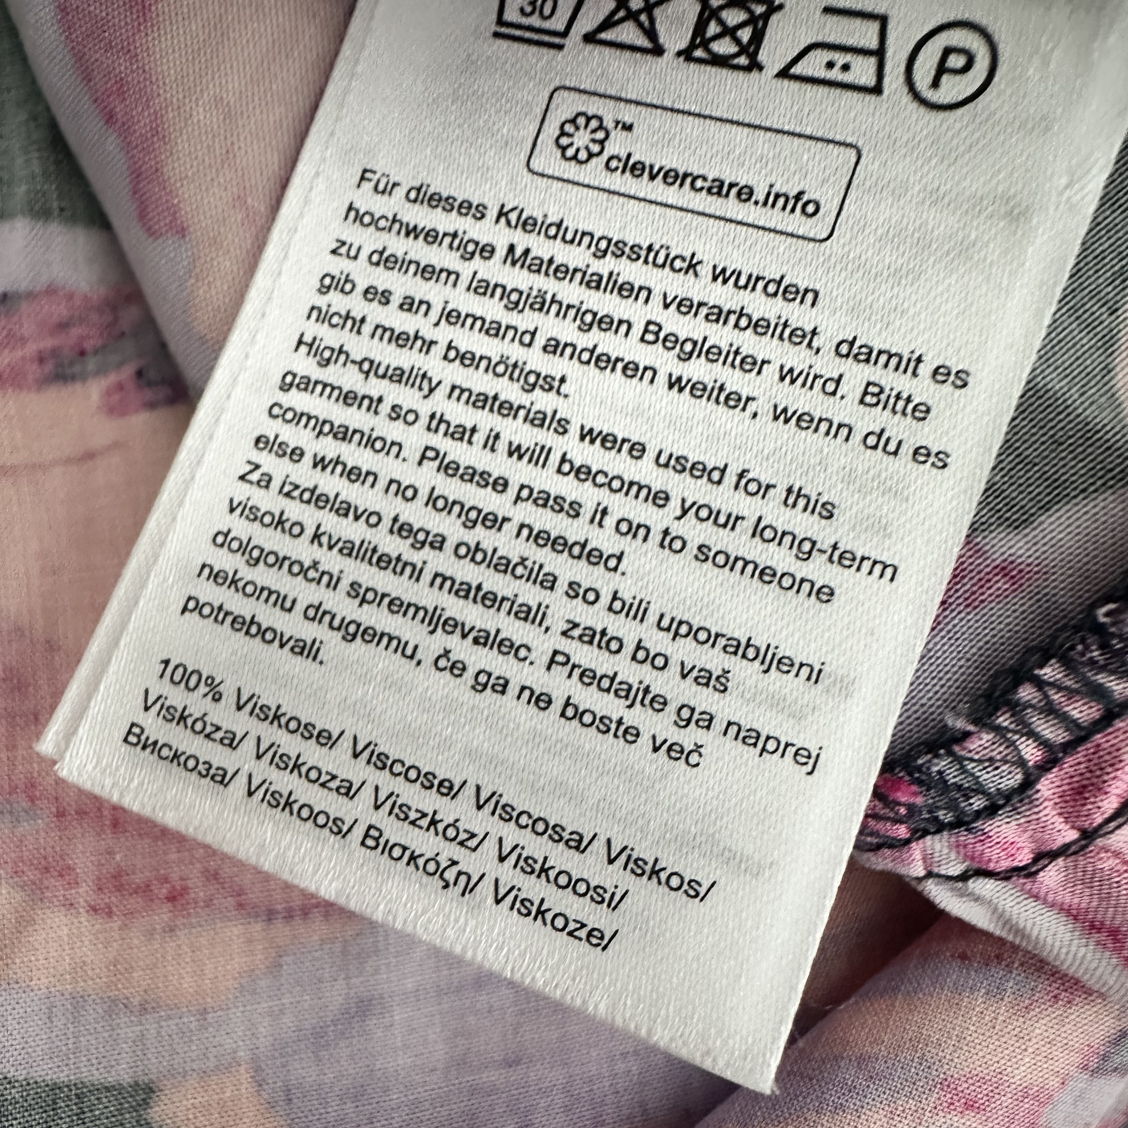 30
P
clevercare.info
Für dieses Kleidungsstück wurden
hochwertige Materialien verarbeitet, damit es
zu deinem langjährigen Begleiter wird. Bitte
gib es an jemand anderen weiter, wenn du es
nicht mehr benötigst.
High-quality materials were used for this
garment so that it will become your long-term
companion. Please pass it on to someone
else when no longer needed.
Za izdelavo tega oblačila so bili uporabljeni
visoko kvalitetni materiali, zato bo vaš
dolgoročni spremljevalec. Predajte ga naprej
nekomu drugemu, če ga ne boste več
potrebovali.
100% Viskose/ Viscose/ Viscosa/ Viskos/
Viskóza/ Viskoza/ Viszkóz/ Viskoosi/
Вискоза/ Viskoos/ Βισκόζη/ Viskoze/